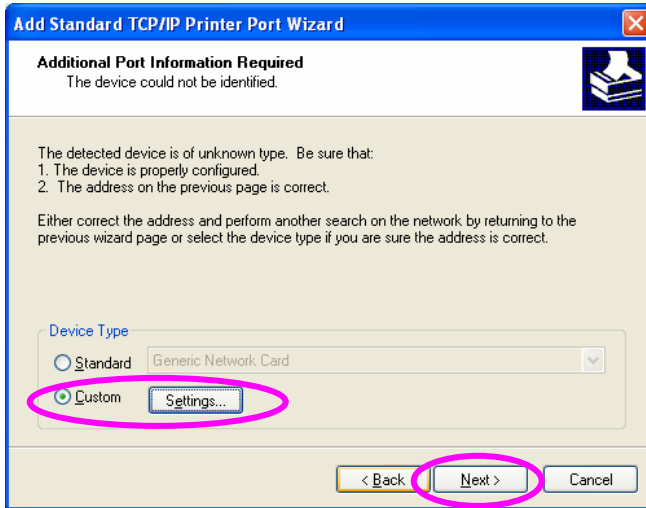 Add Standard TCP/IP Printer Port Wizard
Additional Port Information Required
The device could not be identified.
The detected device is of unknown type. Be sure that:
1. The device is properly configured.
2. The address on the previous page is correct.
Either correct the address and perform another search on the network by returning to the
previous wizard page or select the device type if you are sure the address is correct.
Device Type
Standard Generic Network Card
Custom Settings...
< Back Next > Cancel